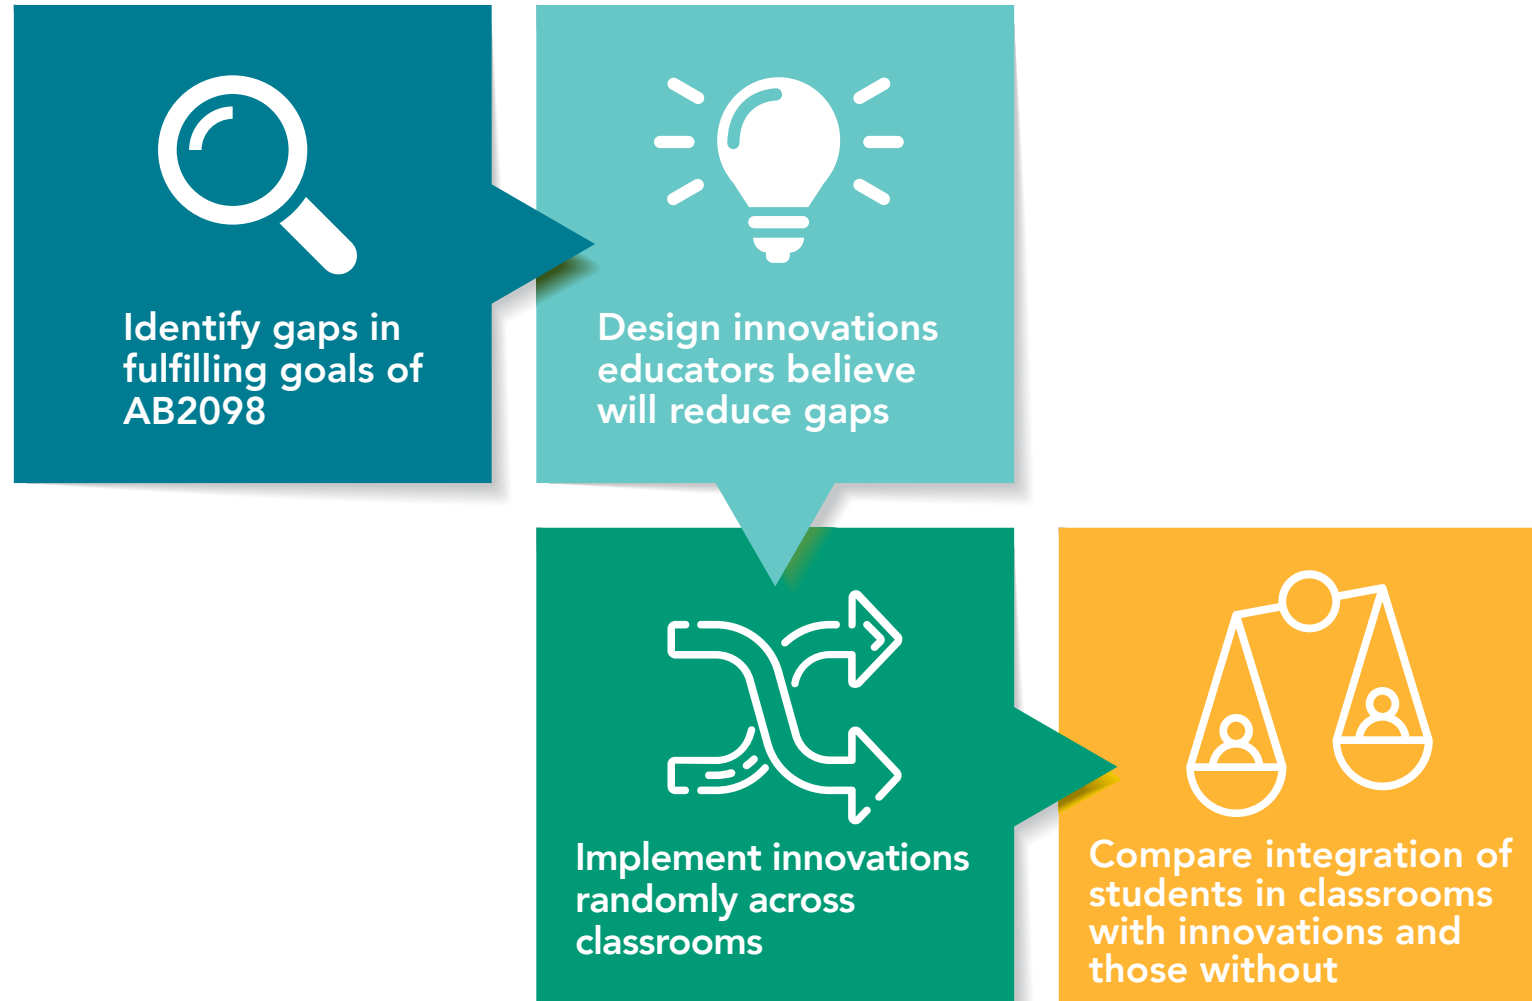 Identify gaps in
fulfilling goals of
AB2098
Design innovations
educators believe
will reduce gaps
Implement innovations
randomly across
classrooms
Compare integration of
students in classrooms
with innovations and
those without